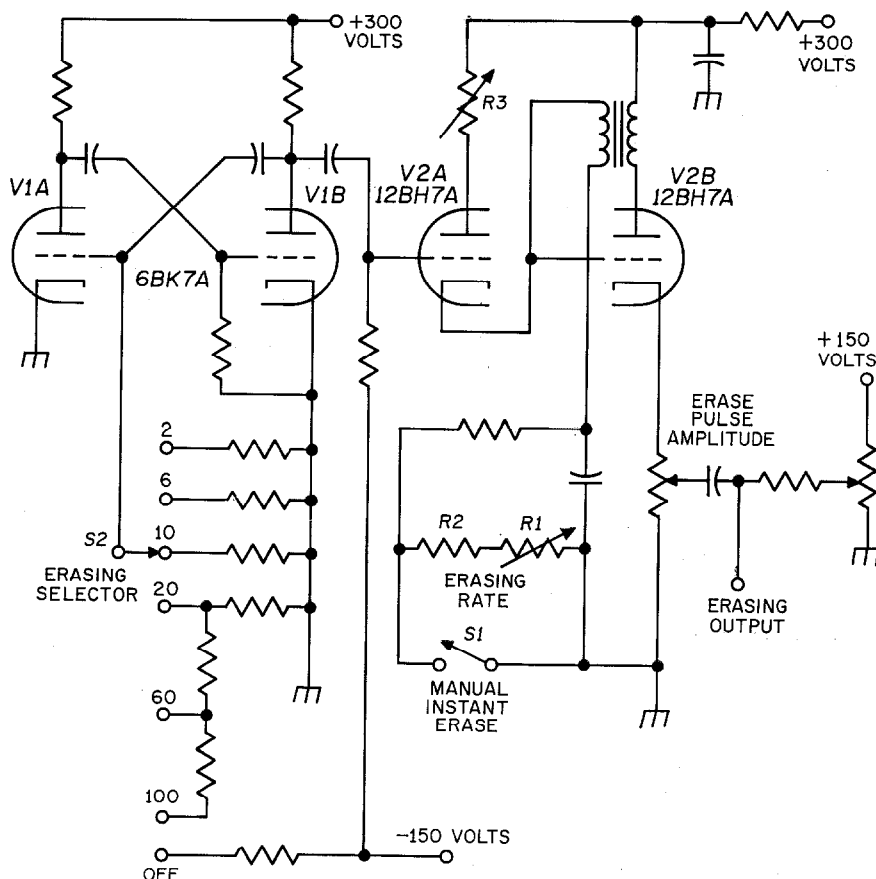 +300
VOLTS
+300
VOLTS
R3
V1A
V1B
V2A
12BH7A
V2B
12BH7A
6BK7A
+150
VOLTS
ERASE
PULSE
AMPLITUDE
2
6
S2
10
ERASING
SELECTOR
R2
R1
ERASING
RATE
ERASING
OUTPUT
20
S1
MANUAL
INSTANT
ERASE
60
100
-150 VOLTS
OFF